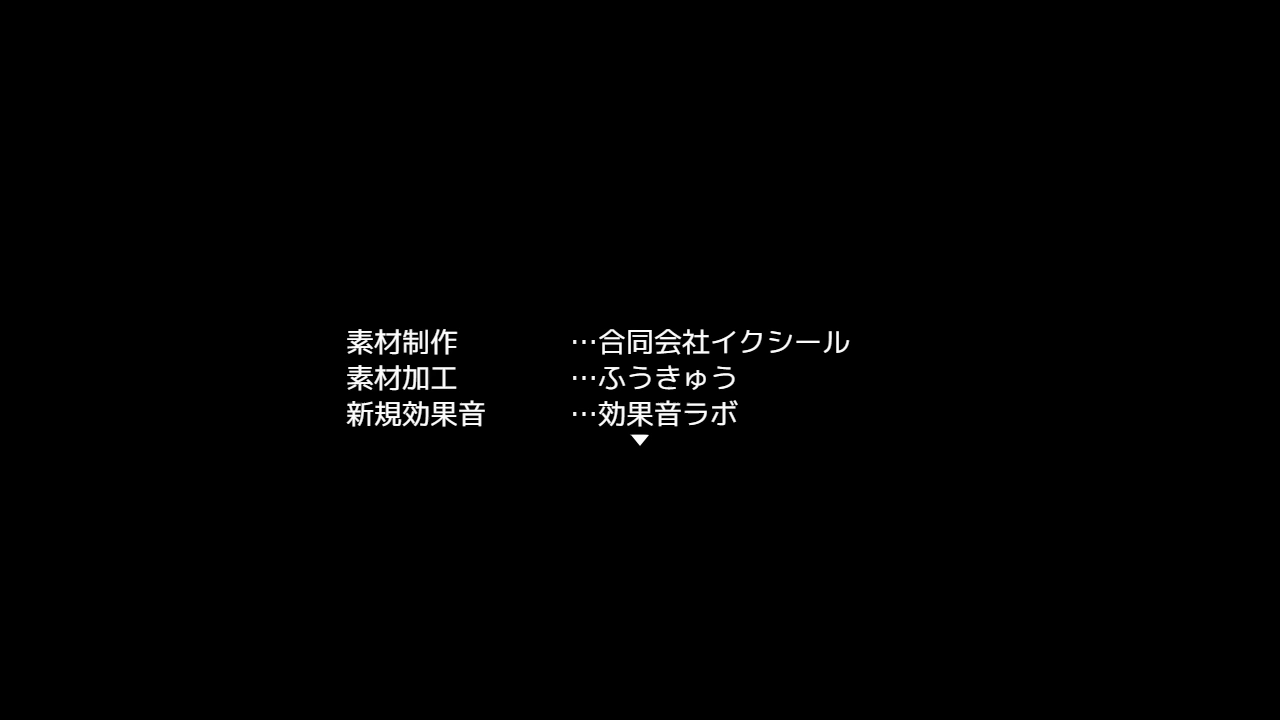 素材制作　　　　…合同会社イクシール
素材加工　　　　…ふうきゅう
新規効果音　　　…効果音ラボ